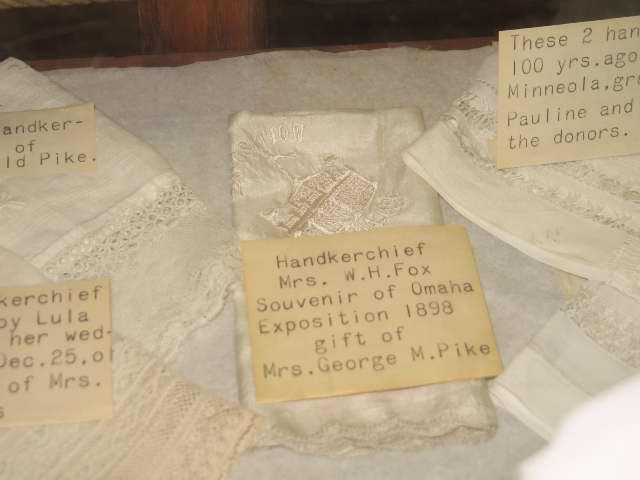 andker-
of
ld Pike.
kerchief
by Lula
her wed-
Dec.25,01
of Mrs.
s
Handkerchief
Mrs. W.H.Fox
Souvenir of Omaha
Exposition 1898
gift of
Mrs.George M.Pike
These 2 han
100 yrs.ago
Minneola,gre
Pauline and
the donors.